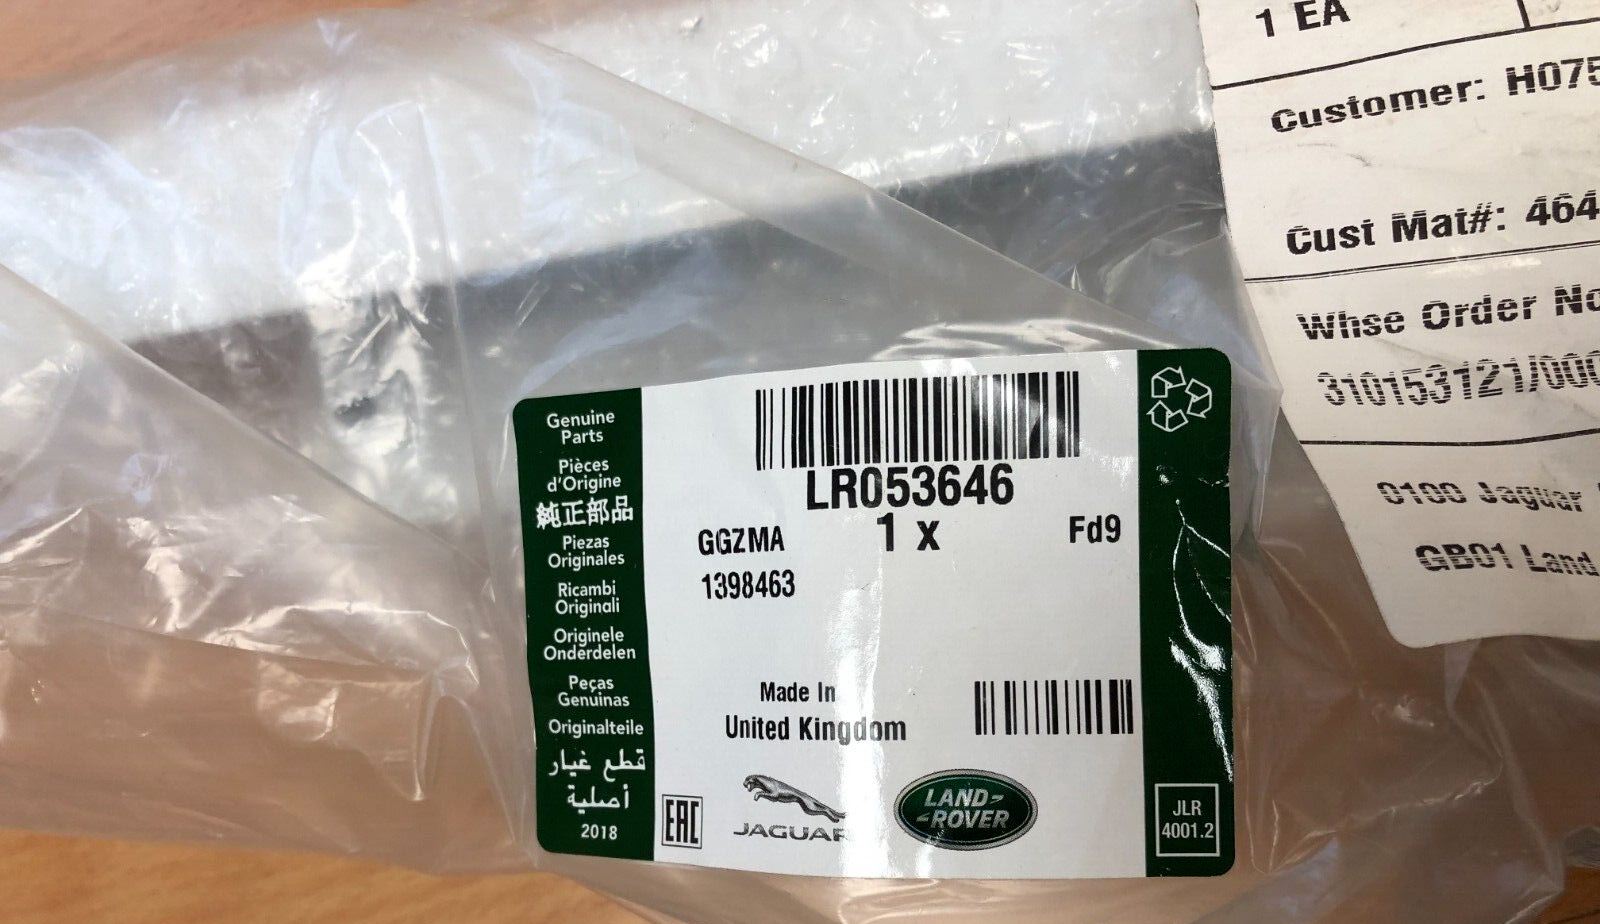 Genuine
Parts
Pièces
d'Origine
純正部品
Piezas
Originales
Ricambi
Originali
Originele
Onderdelen
Peças
Genuinas
Originalteile
قطع غيار
أصلية
2018
LR053646
1 x
GGZMA
Fd9
1398463
Made In
United Kingdom
EAC
JAGUAR
LAND-
-ROVER
JLR
4001.2
1 EA
Customer: H075
Cust Mat#: 464
Whse Order No
310153121/000
0100 Jaguar
GB01 Land